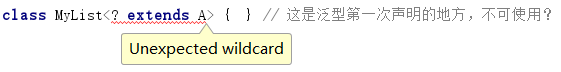 class MyList<? extends A> {  } // 这是泛型第一次声明的地方，不可使用？
Unexpected wildcard